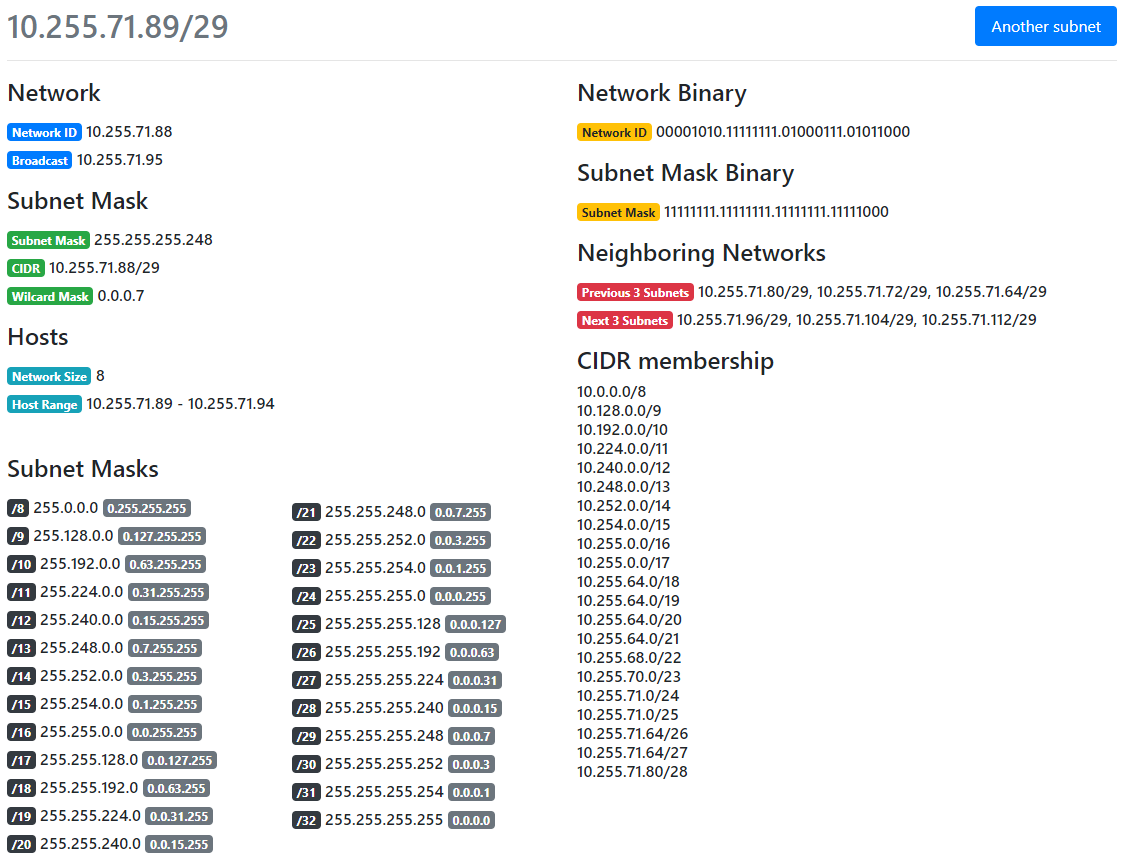 10.255.71.89/29
Another subnet
Network
Network ID 10.255.71.88
Broadcast 10.255.71.95
Subnet Mask
Subnet Mask 255.255.255.248
CIDR 10.255.71.88/29
Wilcard Mask 0.0.0.7
Hosts
Network Size 8
Host Range 10.255.71.89 - 10.255.71.94
Network Binary
Network ID 00001010.11111111.01000111.01011000
Subnet Mask Binary
Subnet Mask 11111111.11111111.11111111.11111000
Neighboring Networks
Previous 3 Subnets 10.255.71.80/29, 10.255.71.72/29, 10.255.71.64/29
Next 3 Subnets 10.255.71.96/29, 10.255.71.104/29, 10.255.71.112/29
CIDR membership
10.0.0.0/8
10.128.0.0/9
10.192.0.0/10
10.224.0.0/11
10.240.0.0/12
10.248.0.0/13
10.252.0.0/14
10.254.0.0/15
10.255.0.0/16
10.255.0.0/17
10.255.64.0/18
10.255.64.0/19
10.255.64.0/20
10.255.64.0/21
10.255.68.0/22
10.255.70.0/23
10.255.71.0/24
10.255.71.0/25
10.255.71.64/26
10.255.71.64/27
10.255.71.80/28
Subnet Masks
/8 255.0.0.0 0.255.255.255
/9 255.128.0.0 0.127.255.255
/10 255.192.0.0 0.63.255.255
/11 255.224.0.0 0.31.255.255
/12 255.240.0.0 0.15.255.255
/13 255.248.0.0 0.7.255.255
/14 255.252.0.0 0.3.255.255
/15 255.254.0.0 0.1.255.255
/16 255.255.0.0 0.0.255.255
/17 255.255.128.0 0.0.127.255
/18 255.255.192.0 0.0.63.255
/19 255.255.224.0 0.0.31.255
/20 255.255.240.0 0.0.15.255
/21 255.255.248.0 0.0.7.255
/22 255.255.252.0 0.0.3.255
/23 255.255.254.0 0.0.1.255
/24 255.255.255.0 0.0.0.255
/25 255.255.255.128 0.0.0.127
/26 255.255.255.192 0.0.0.63
/27 255.255.255.224 0.0.0.31
/28 255.255.255.240 0.0.0.15
/29 255.255.255.248 0.0.0.7
/30 255.255.255.252 0.0.0.3
/31 255.255.255.254 0.0.0.1
/32 255.255.255.255 0.0.0.0